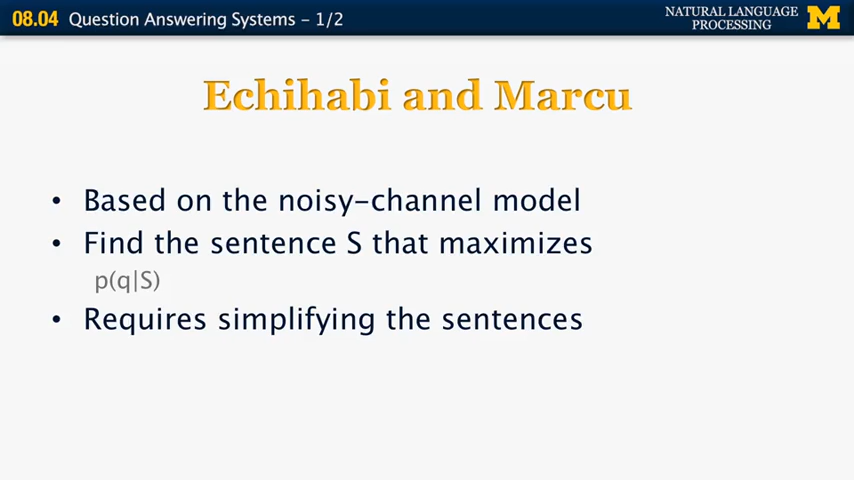 08.04 Question Answering Systems – 1/2
NATURAL LANGUAGE
PROCESSING
M
Echihabi and Marcu
• Based on the noisy-channel model
• Find the sentence S that maximizes
p(q|S)
• Requires simplifying the sentences